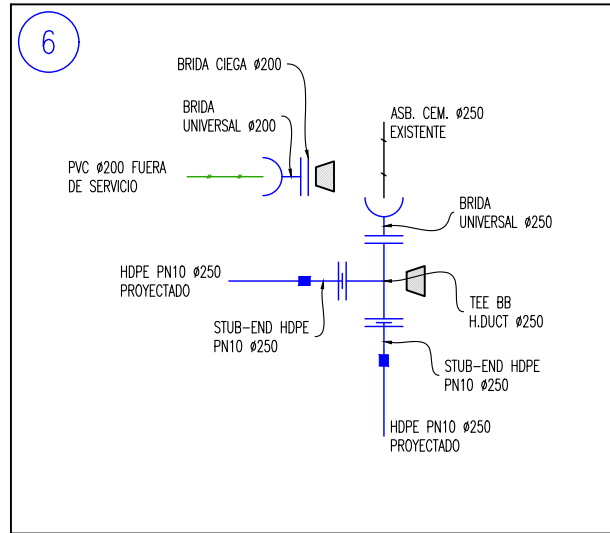 6
BRIDA CIEGA ø200
BRIDA
UNIVERSAL ø200
ASB. CEM. ø250
EXISTENTE
PVC ø200 FUERA
DE SERVICIO
BRIDA
UNIVERSAL ø250
HDPE PN10 ø250
PROYECTADO
TEE BB
H.DUCT ø250
STUB-END HDPE
PN10 ø250
STUB-END HDPE
PN10 ø250
HDPE PN10 ø250
PROYECTADO